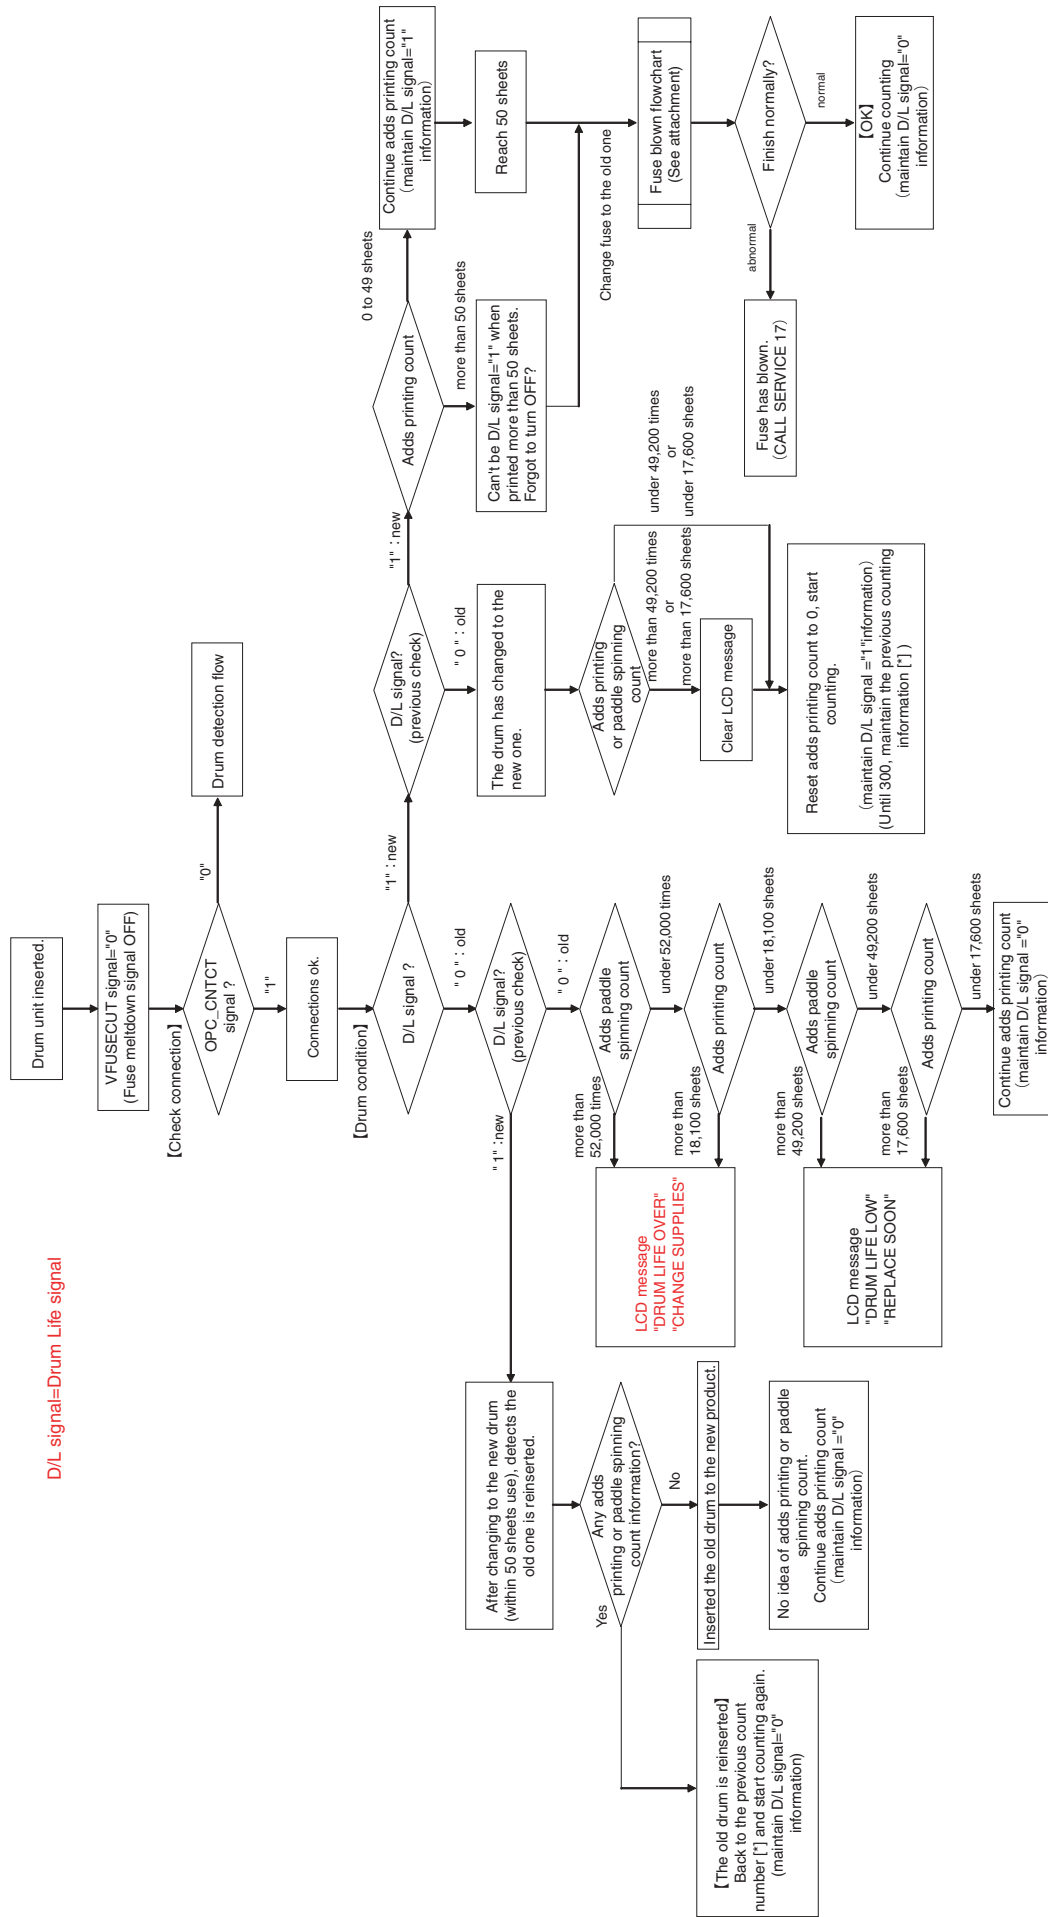 D/L signal=Drum Life signal
Drum unit inserted.
VFUSECUT signal="0"
(Fuse meltdown signal OFF)
【Check connection】
OPC_CNTCT
signal ?
"0"
Drum detection flow
"1"
Connections ok.
【Drum condition】
D/L signal ?
"1" : new
"0" : old
D/L signal?
(previous check)
"1" : new
"0" : old
Adds printing count
0 to 49 sheets
Continue adds printing count
(maintain D/L signal="1"
information)
Reach 50 sheets
more than 50 sheets
Can't be D/L signal="1" when
printed more than 50 sheets.
Forgot to turn OFF?
Change fuse to the old one
Fuse blown flowchart
(See attachment)
Finish normally?
abnormal
normal
Fuse has blown.
(CALL SERVICE 17)
【OK】
Continue counting
(maintain D/L signal="0"
information)
The drum has changed to the
new one.
Adds printing
or paddle spinning
count
more than 49,200 times
or
more than 17,600 sheets
under 49,200 times
or
under 17,600 sheets
Clear LCD message
Reset adds printing count to 0, start
counting.
(maintain D/L signal ="1"information)
(Until 300, maintain the previous counting
information [*] )
D/L signal?
(previous check)
"1" : new
"0" : old
Adds paddle
spinning count
more than
52,000 times
under 52,000 times
Adds printing count
more than
18,100 sheets
under 18,100 sheets
LCD message
"DRUM LIFE OVER"
"CHANGE SUPPLIES"
Adds paddle
spinning count
more than
49,200 sheets
under 49,200 sheets
Adds printing count
more than
17,600 sheets
under 17,600 sheets
LCD message
"DRUM LIFE LOW"
"REPLACE SOON"
Continue adds printing count
(maintain D/L signal ="0"
information)
After changing to the new drum
(within 50 sheets use), detects the
old one is reinserted.
Any adds
printing or paddle spinning
count information?
Yes
No
Inserted the old drum to the new product.
No idea of adds printing or paddle
spinning count.
Continue adds printing count
(maintain D/L signal ="0"
information)
【The old drum is reinserted】
Back to the previous count
number [*] and start counting again.
(maintain D/L signal="0"
information)